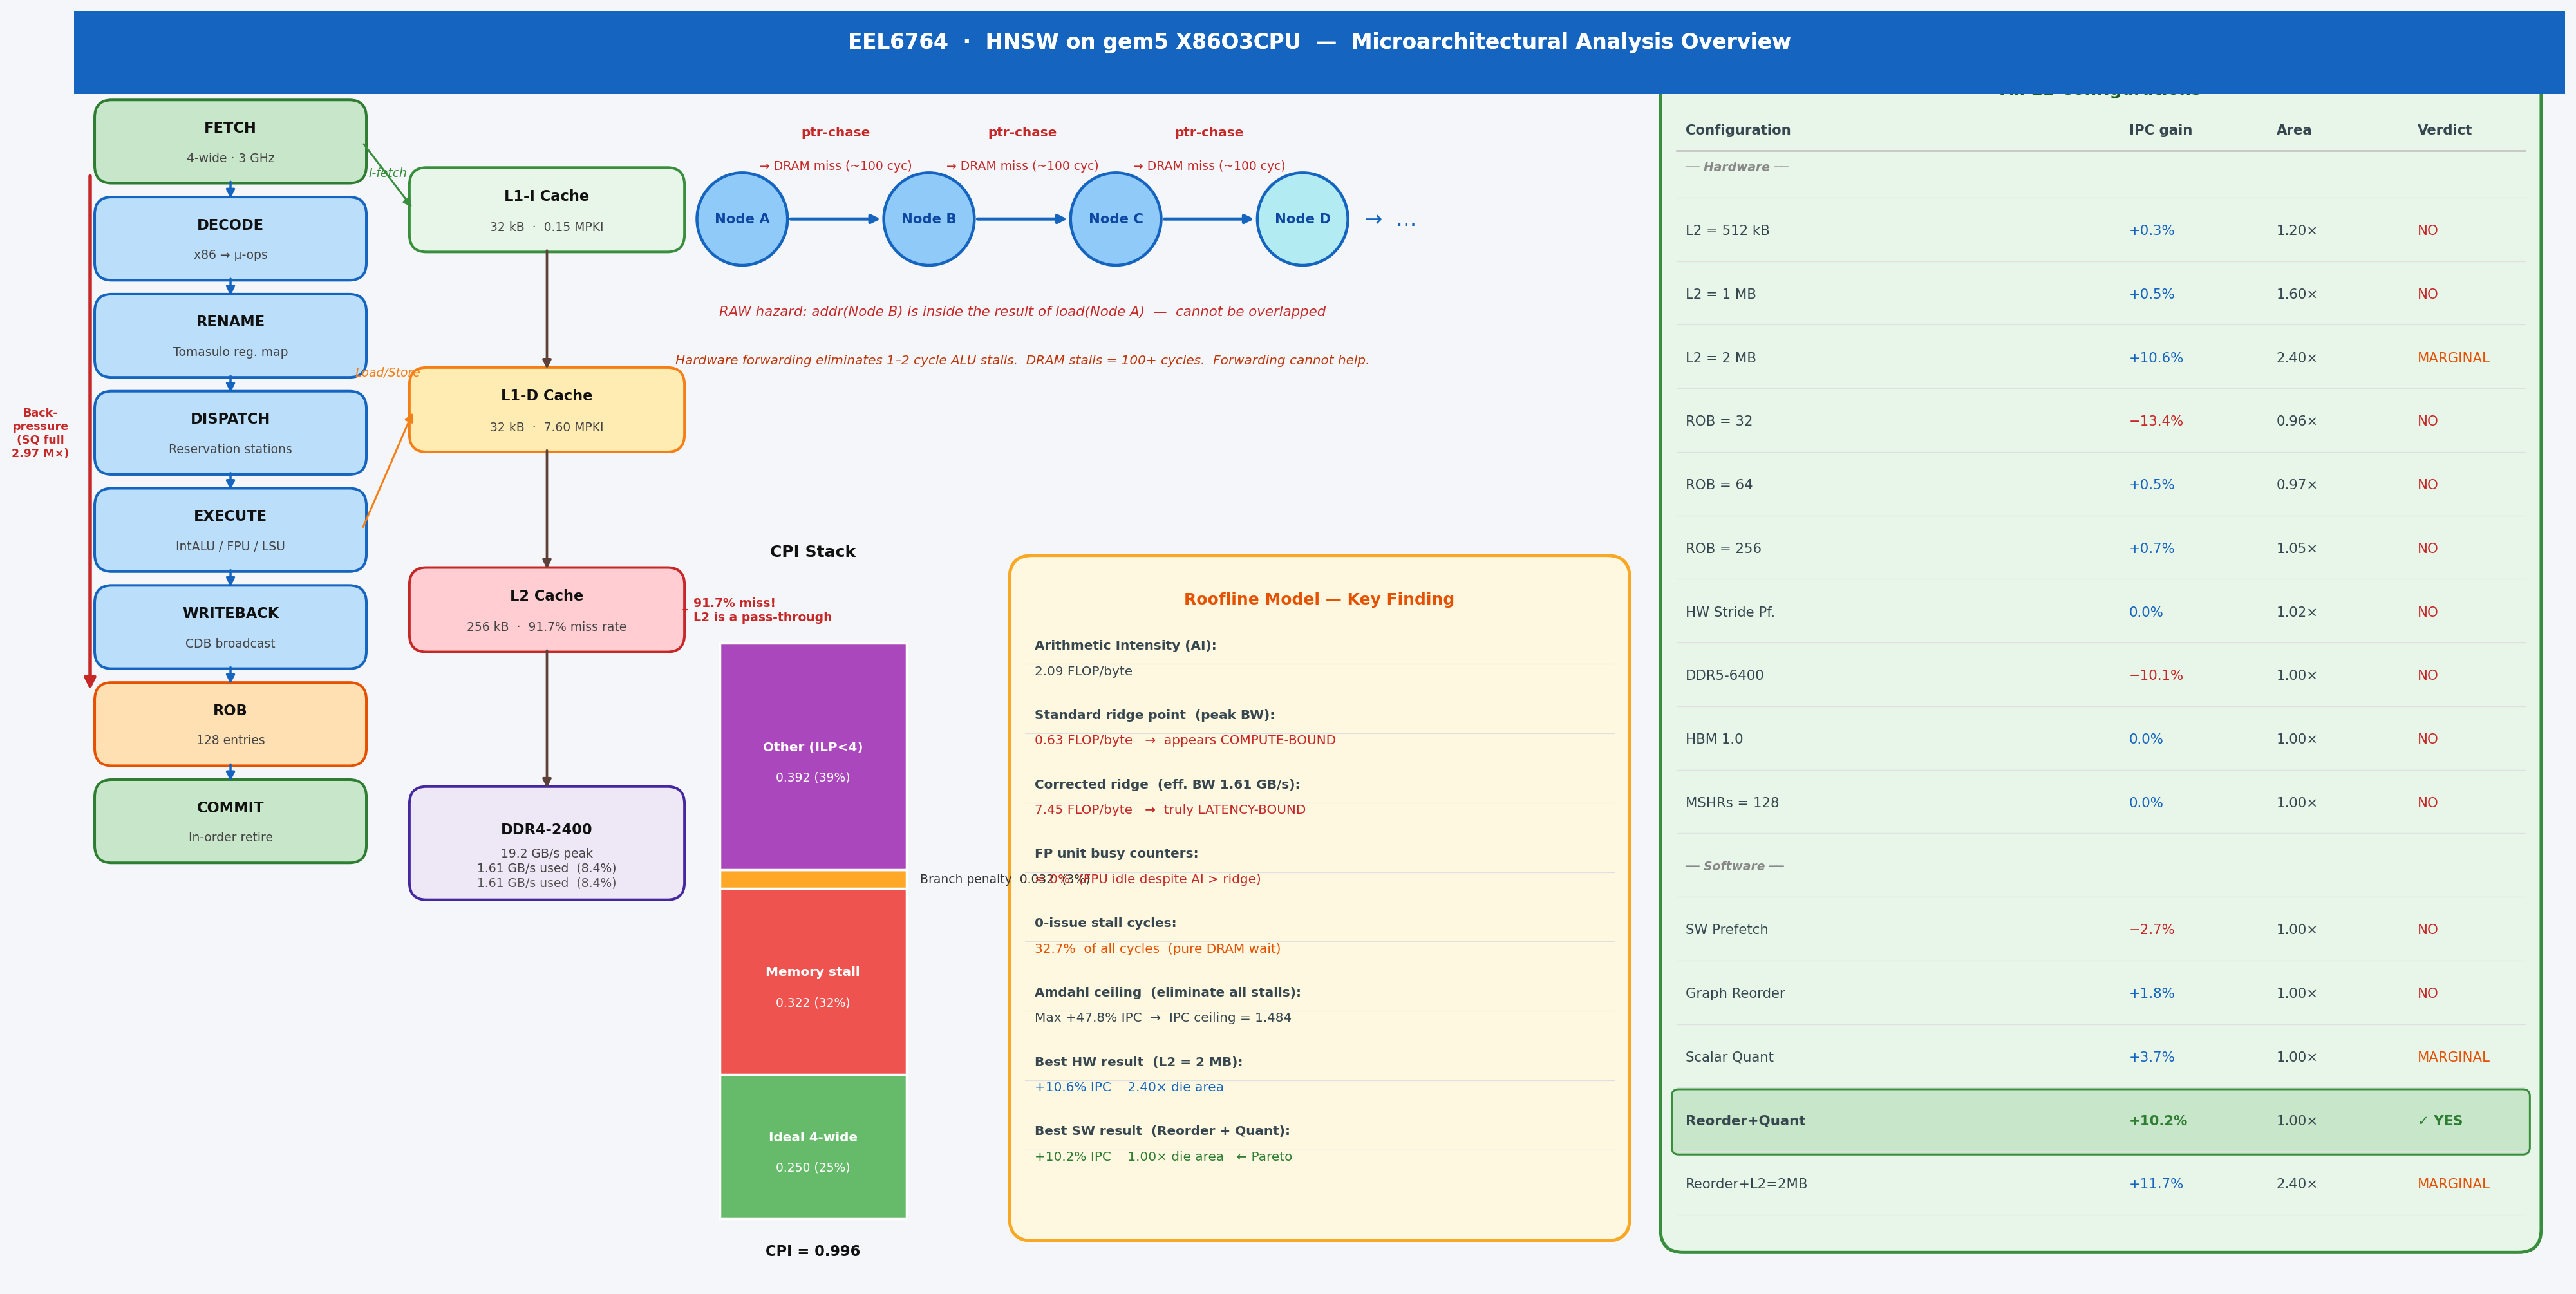 EEL6764 · HNSW on gem5 X86O3CPU — Microarchitectural Analysis Overview
FETCH
4-wide · 3 GHz
DECODE
x86 → μ-ops
RENAME
Tomasulo reg. map
DISPATCH
Reservation stations
EXECUTE
IntALU / FPU / LSU
WRITEBACK
CDB broadcast
ROB
128 entries
COMMIT
In-order retire
Back-
pressure
(SQ full
2.97 M×)
I-fetch
Load/Store
L1-I Cache
32 kB · 0.15 MPKI
L1-D Cache
32 kB · 7.60 MPKI
L2 Cache
256 kB · 91.7% miss rate
91.7% miss!
L2 is a pass-through
DDR4-2400
19.2 GB/s peak
1.61 GB/s used (8.4%)
1.61 GB/s used (8.4%)
ptr-chase
→ DRAM miss (~100 cyc)
ptr-chase
→ DRAM miss (~100 cyc)
ptr-chase
→ DRAM miss (~100 cyc)
Node A
Node B
Node C
Node D
→ …
RAW hazard: addr(Node B) is inside the result of load(Node A) — cannot be overlapped
Hardware forwarding eliminates 1–2 cycle ALU stalls. DRAM stalls = 100+ cycles. Forwarding cannot help.
CPI Stack
Other (ILP<4)
0.392 (39%)
Branch penalty 0.032 (3%)
Memory stall
0.322 (32%)
Ideal 4-wide
0.250 (25%)
CPI = 0.996
Roofline Model — Key Finding
Arithmetic Intensity (AI):
2.09 FLOP/byte
Standard ridge point (peak BW):
0.63 FLOP/byte → appears COMPUTE-BOUND
Corrected ridge (eff. BW 1.61 GB/s):
7.45 FLOP/byte → truly LATENCY-BOUND
FP unit busy counters:
(FPU idle despite AI > ridge)
0-issue stall cycles:
32.7% of all cycles (pure DRAM wait)
Amdahl ceiling (eliminate all stalls):
Max +47.8% IPC → IPC ceiling = 1.484
Best HW result (L2 = 2 MB):
+10.6% IPC 2.40× die area
Best SW result (Reorder + Quant):
+10.2% IPC 1.00× die area ← Pareto
Configuration IPC gain Area Verdict
── Hardware ──
L2 = 512 kB +0.3% 1.20× NO
L2 = 1 MB +0.5% 1.60× NO
L2 = 2 MB +10.6% 2.40× MARGINAL
ROB = 32 −13.4% 0.96× NO
ROB = 64 +0.5% 0.97× NO
ROB = 256 +0.7% 1.05× NO
HW Stride Pf. 0.0% 1.02× NO
DDR5-6400 −10.1% 1.00× NO
HBM 1.0 0.0% 1.00× NO
MSHRs = 128 0.0% 1.00× NO
── Software ──
SW Prefetch −2.7% 1.00× NO
Graph Reorder +1.8% 1.00× NO
Scalar Quant +3.7% 1.00× MARGINAL
Reorder+Quant +10.2% 1.00× ✓ YES
Reorder+L2=2MB +11.7% 2.40× MARGINAL